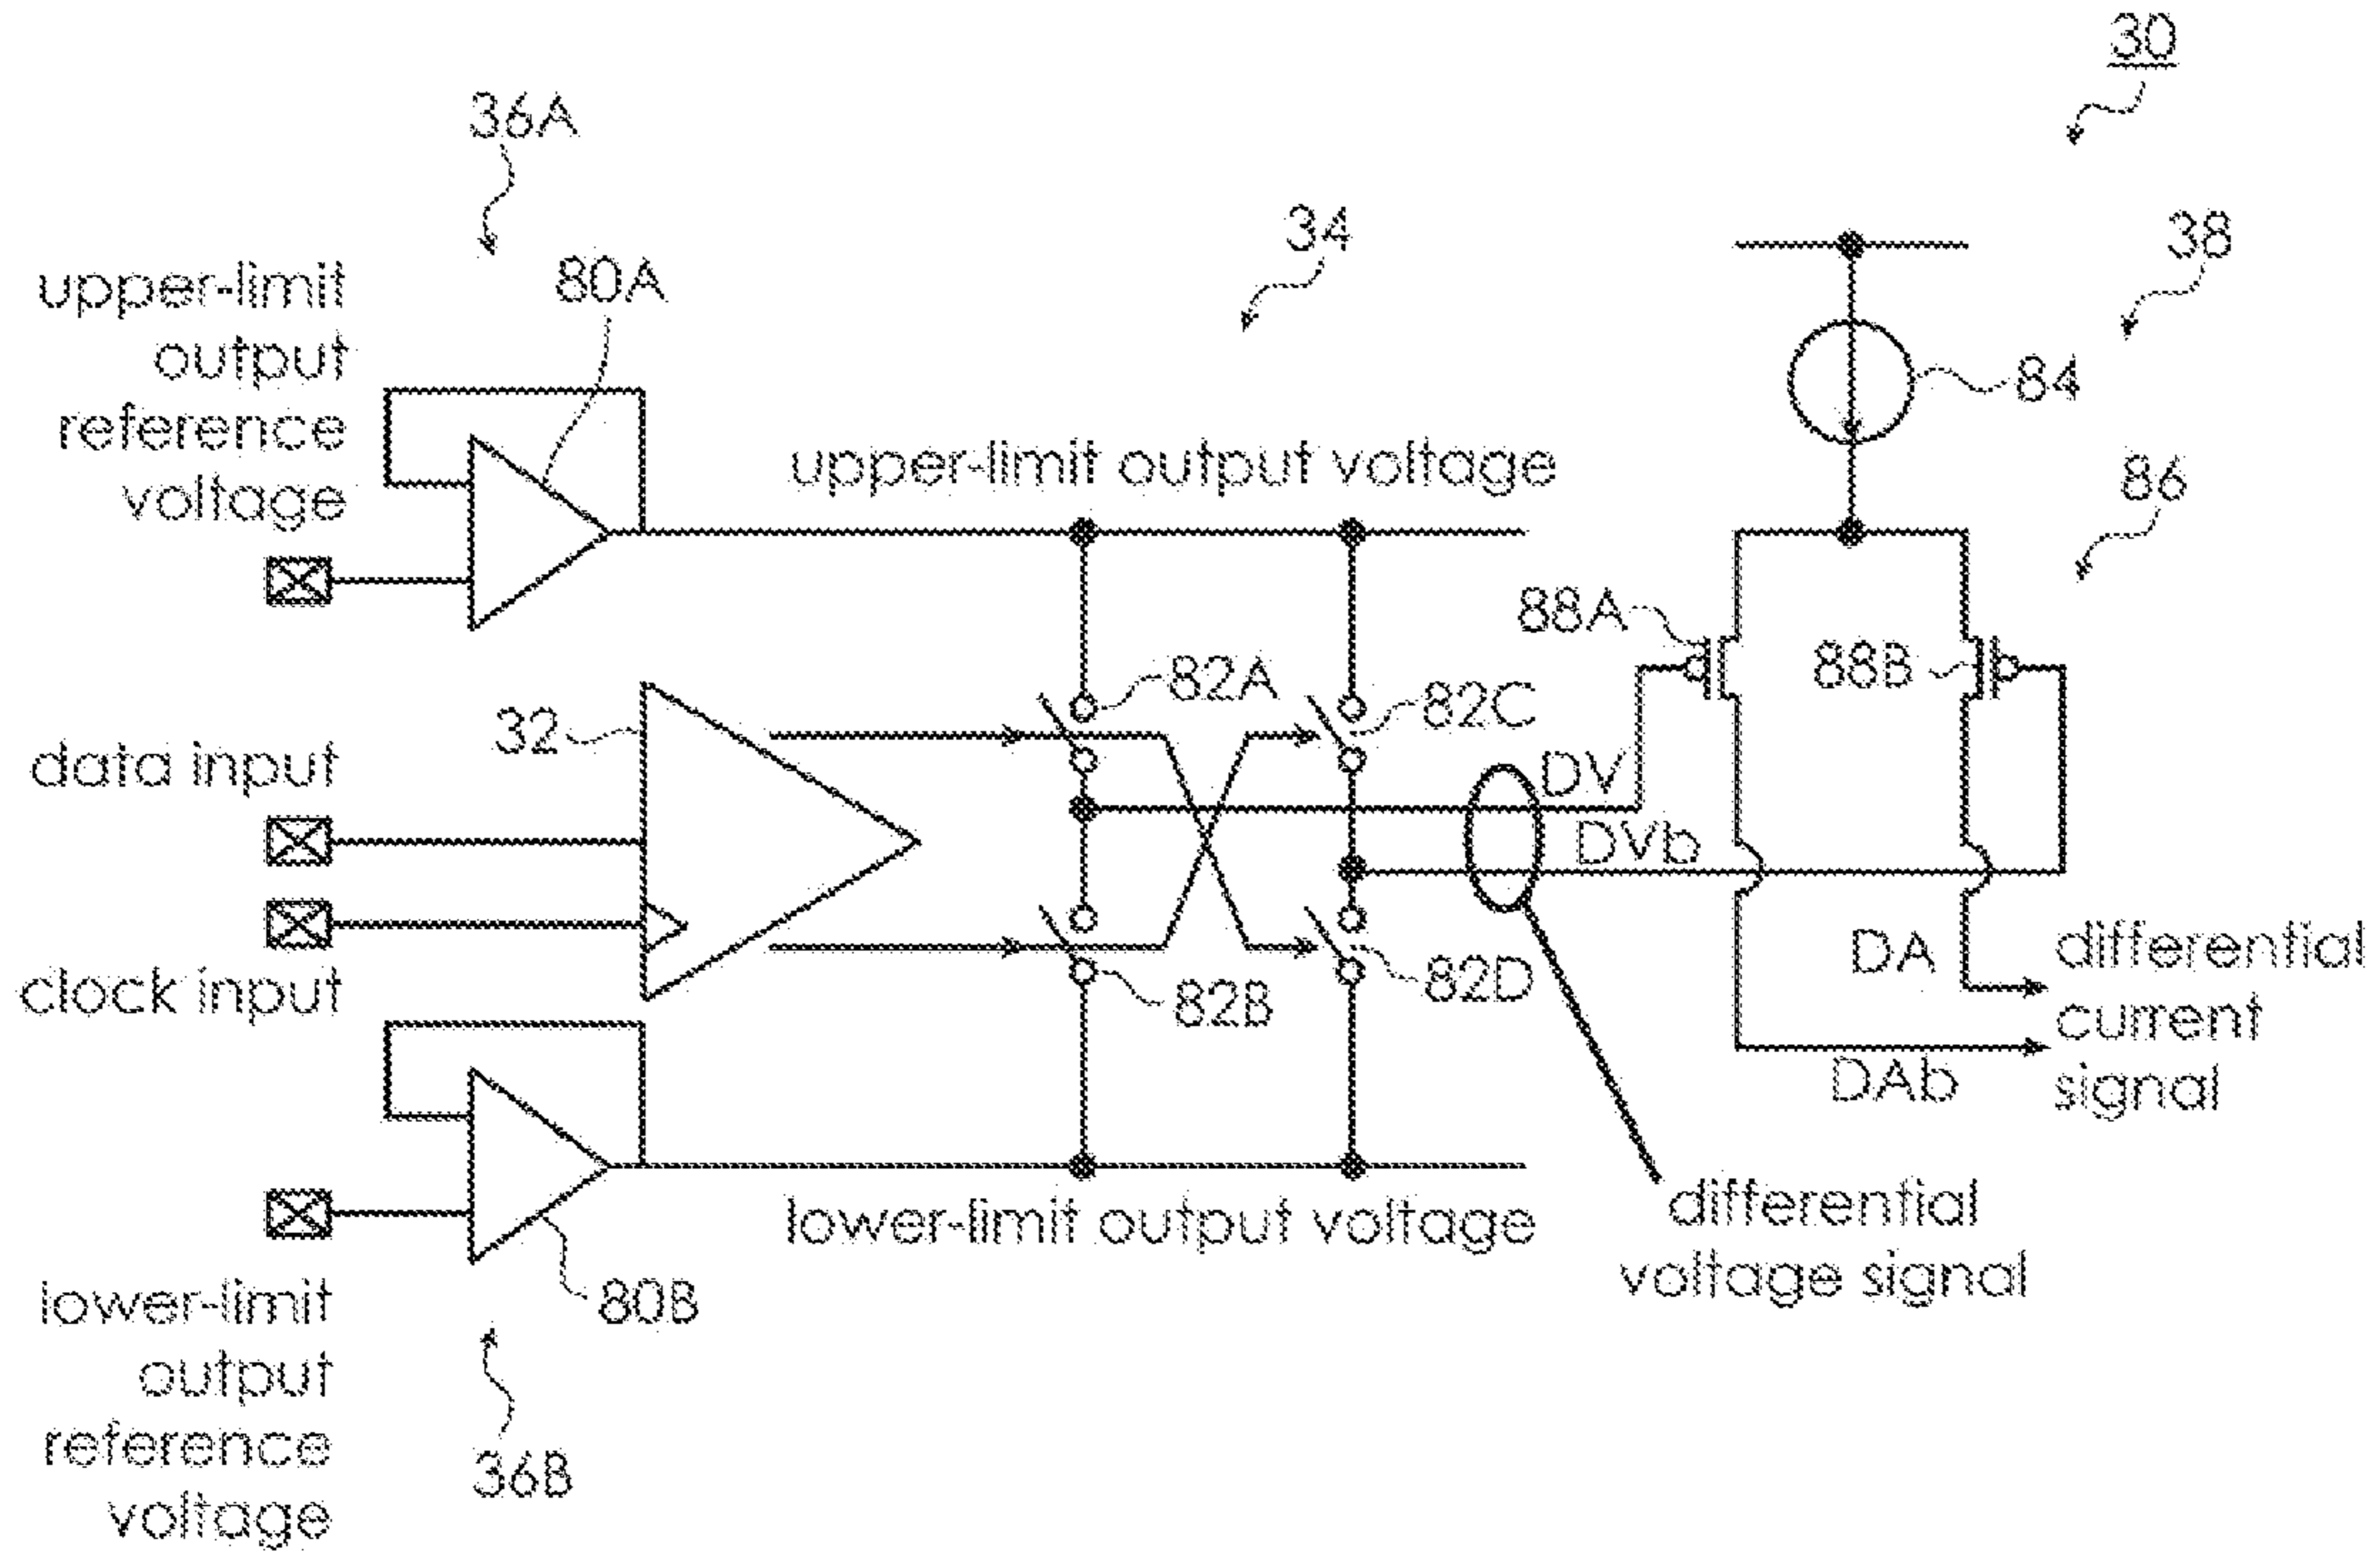 30
36A
34
38
upper-limit
output
reference
voltage
80A
84
upper-limit output voltage
86
88A
88B
82A
82C
32
data input
DV
DVb
clock input
82B
82D
DA
differential
current
signal
DAb
lower-limit output voltage
differential
voltage signal
80B
lower-limit
output
reference
voltage
36B